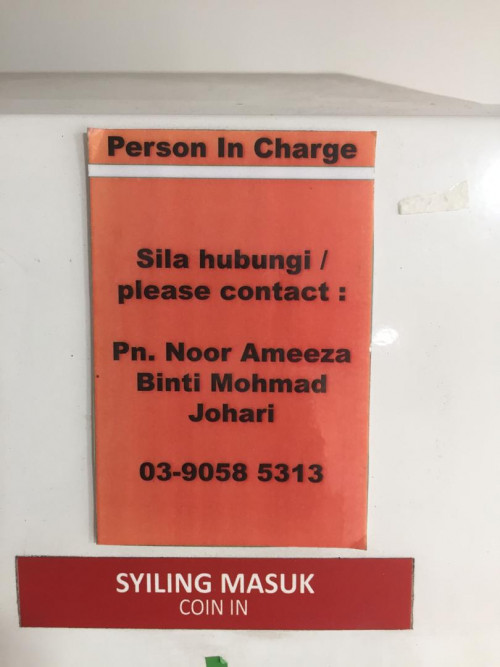 Person In Charge
Sila hubungi /
please contact :
Pn. Noor Ameeza
Binti Mohmad
Johari
03-9058 5313
SYILING MASUK
COIN IN